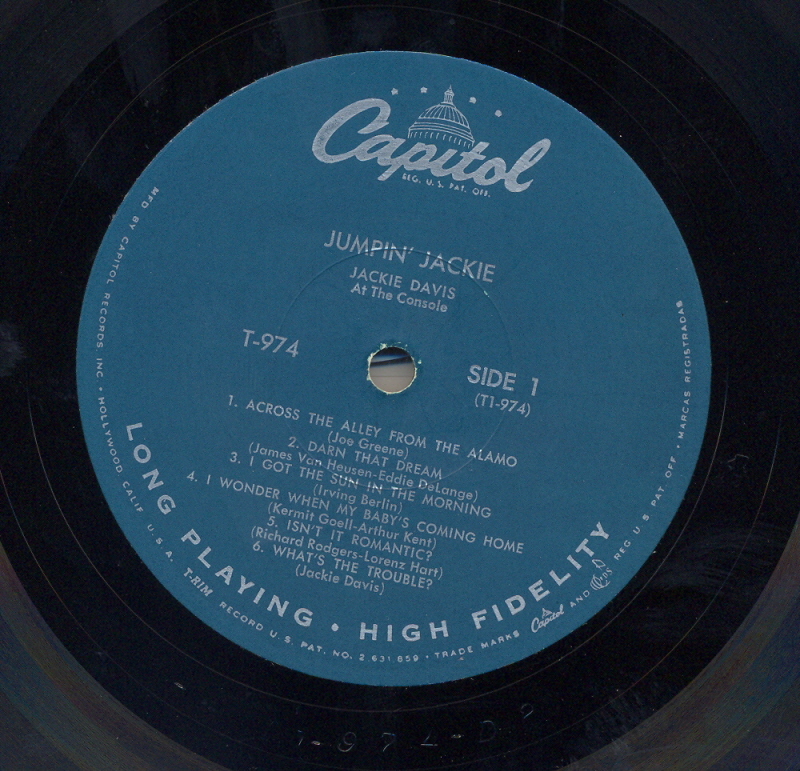 Capitol
REG. U.S. PAT. OFF.
JUMPIN' JACKIE
JACKIE DAVIS
At The Console
T-974
SIDE 1
(T1-974)
1. ACROSS THE ALLEY FROM THE ALAMO
(Joe Greene)
2. DARN THAT DREAM
(James Van Heusen-Eddie DeLange)
3. I GOT THE SUN IN THE MORNING
(Irving Berlin)
4. I WONDER WHEN MY BABY'S COMING HOME
(Kermit Goell-Arthur Kent)
5. ISN'T IT ROMANTIC?
(Richard Rodgers-Lorenz Hart)
6. WHAT'S THE TROUBLE?
(Jackie Davis)
LONG PLAYING • HIGH FIDELITY
MFD BY CAPITOL RECORDS INC. • HOLLYWOOD CALIF U.S.A. T-RIM RECORD U.S. PAT. NO. 2,631,859 • TRADE MARKS Capitol AND REG U S PAT. OFF. • MARCAS REGISTRADAS